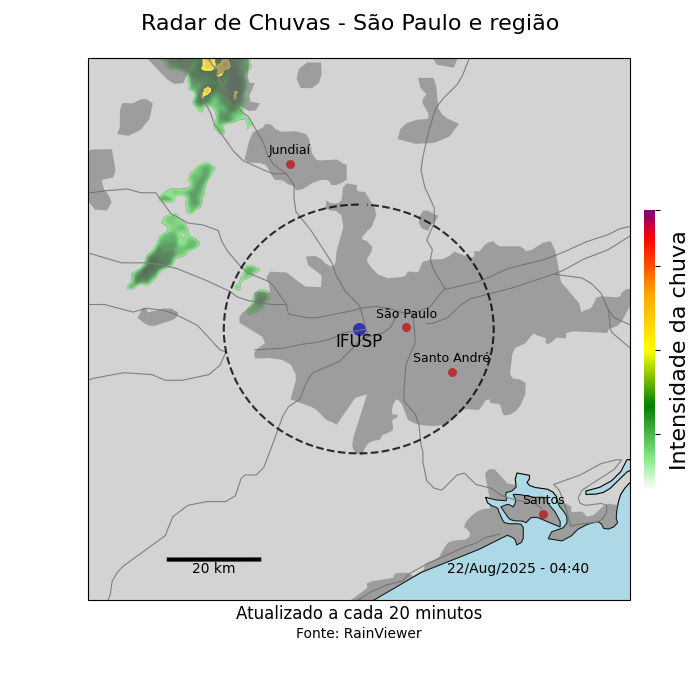 Radar de Chuvas - São Paulo e região
Jundiaí
São Paulo
IFUSP
Santo André
Santos
20 km
22/Aug/2025 - 04:40
Intensidade da chuva
Atualizado a cada 20 minutos
Fonte: RainViewer